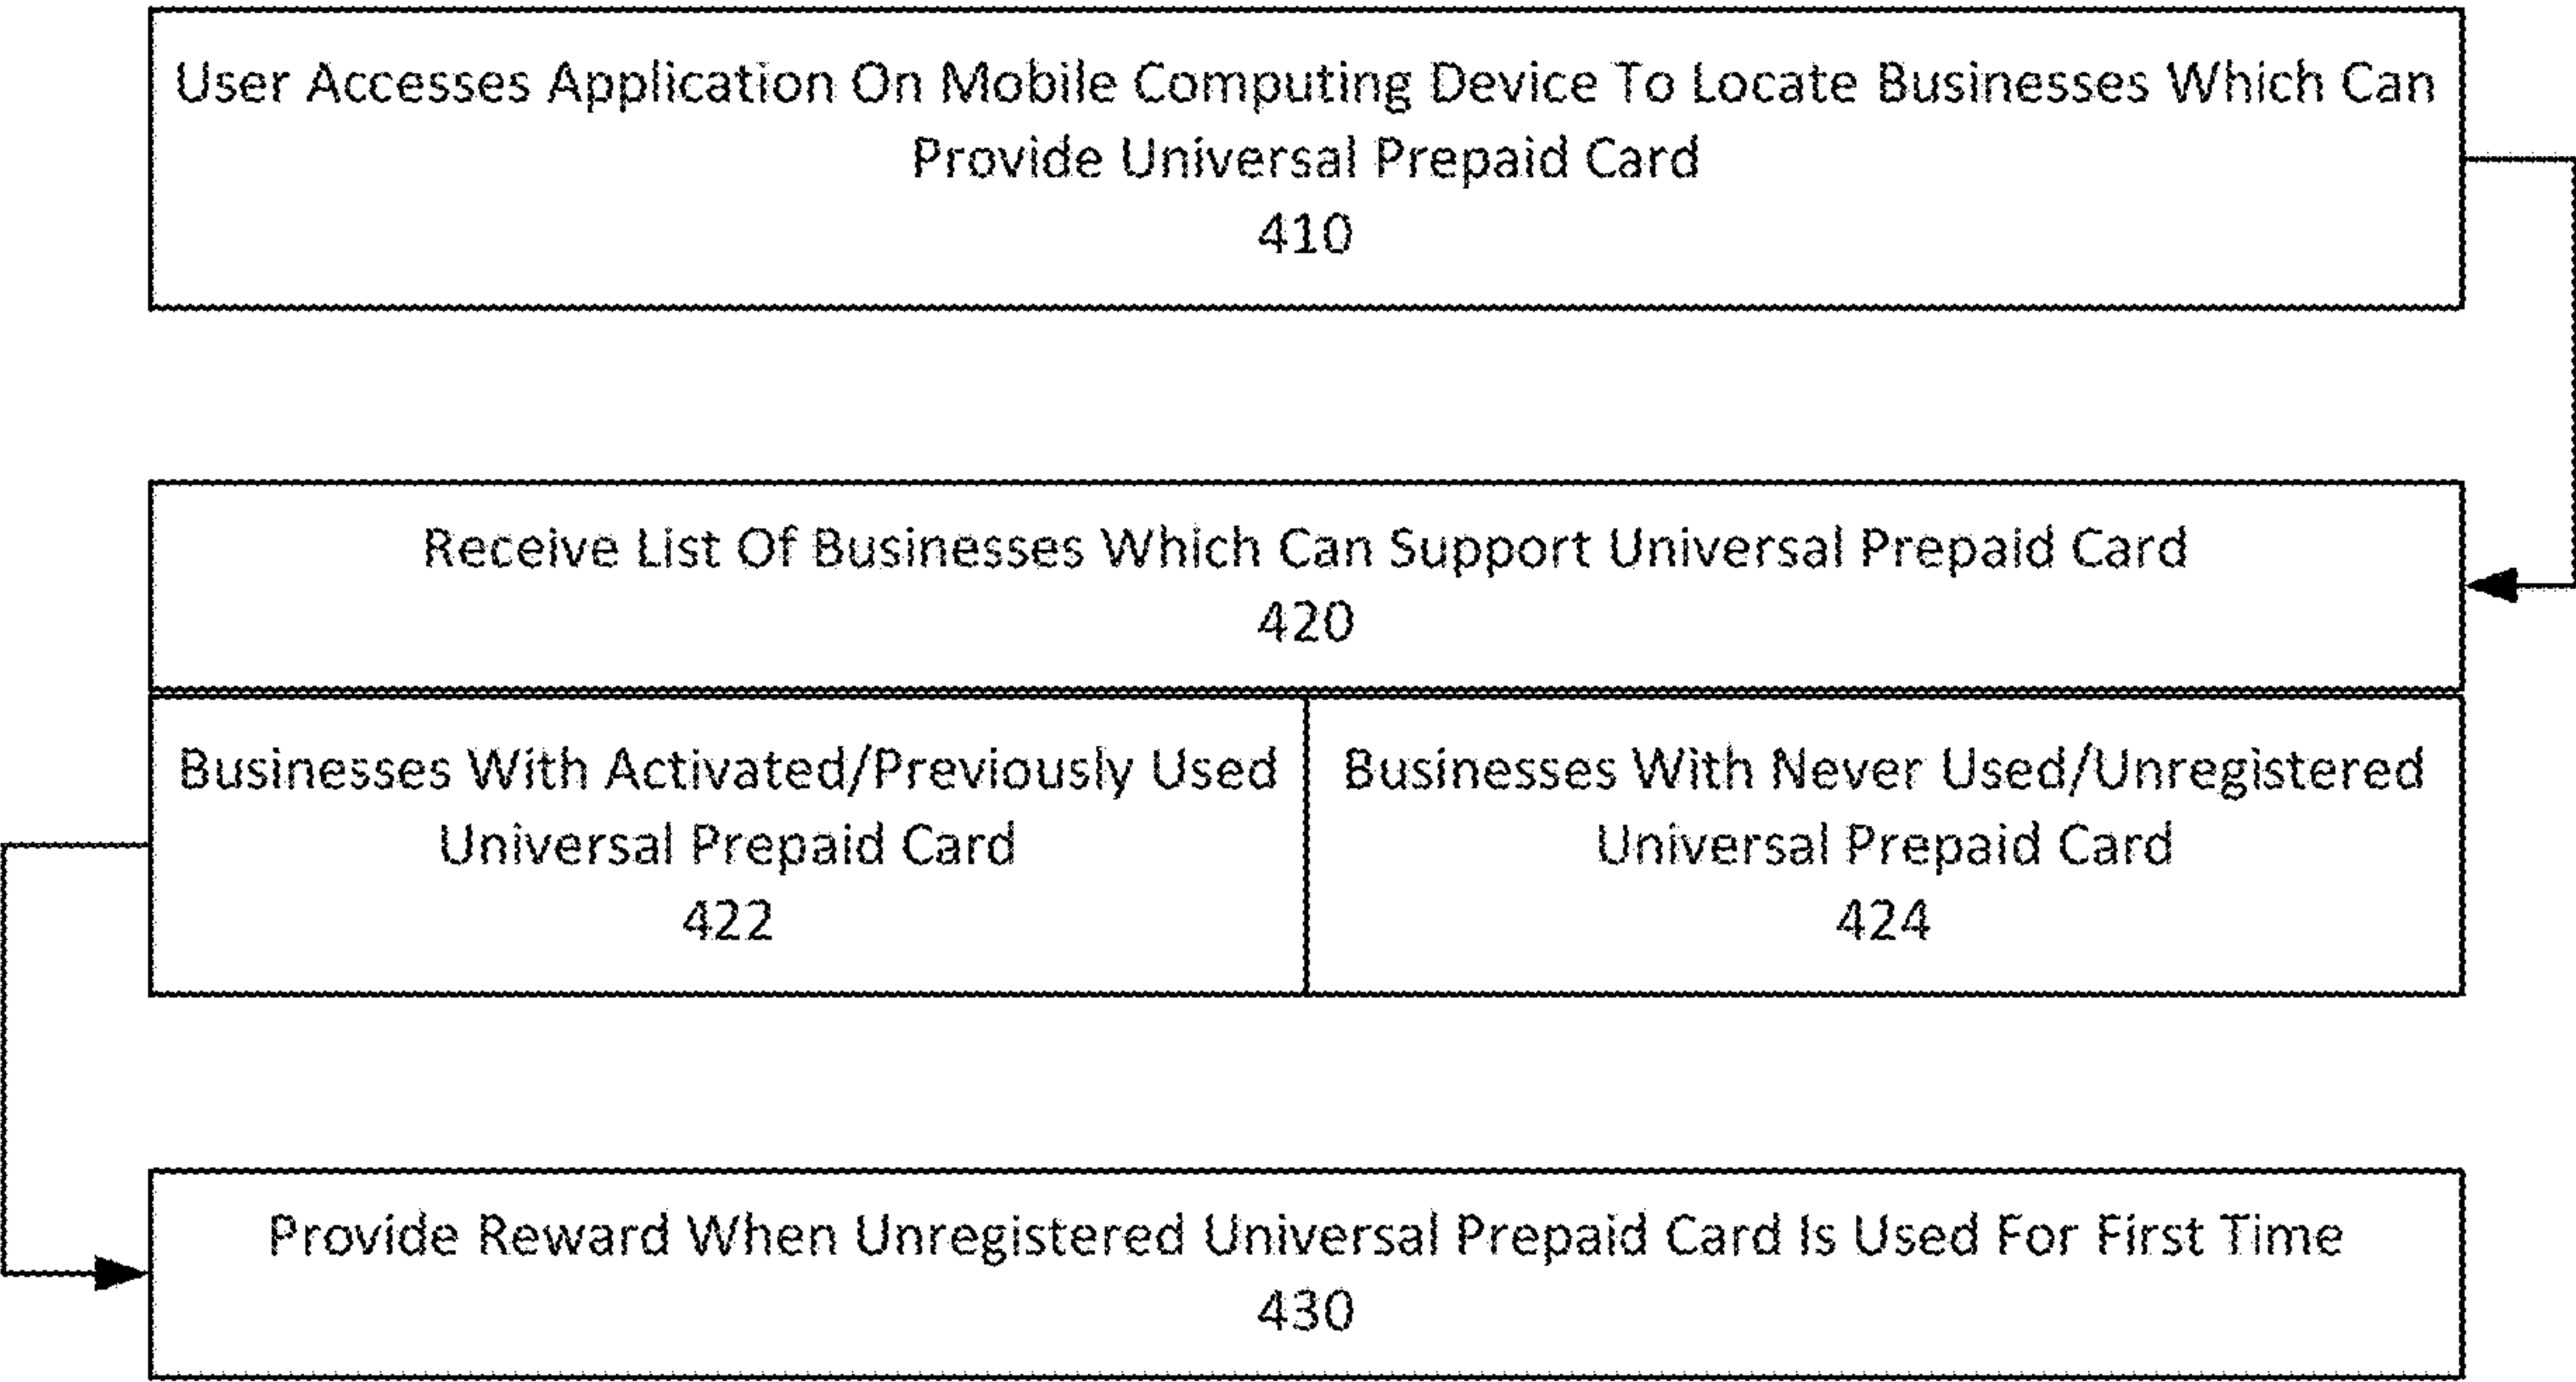 User Accesses Application On Mobile Computing Device To Locate Businesses Which Can
Provide Universal Prepaid Card
410
Receive List Of Businesses Which Can Support Universal Prepaid Card
420
Businesses With Activated/Previously Used
Universal Prepaid Card
422
Businesses With Never Used/Unregistered
Universal Prepaid Card
424
Provide Reward When Unregistered Universal Prepaid Card Is Used For First Time
430